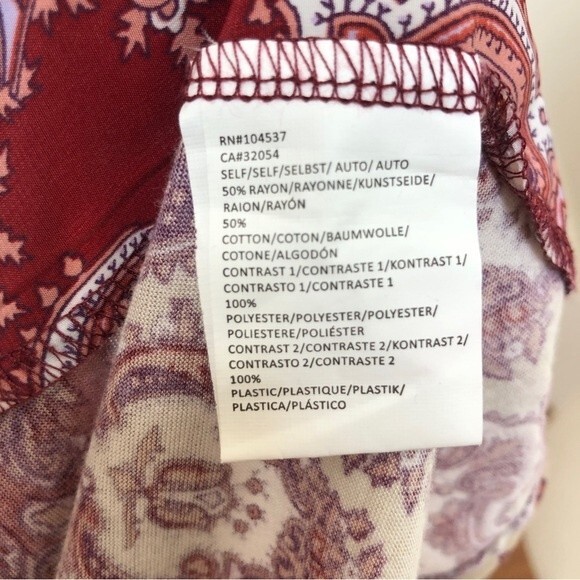 RN#104537
CA#32054
SELF/SELF/SELBST/ AUTO/ AUTO
50% RAYON/RAYONNE/KUNSTSEIDE/
RAION/RAYÓN
50%
COTTON/COTON/BAUMWOLLE/
COTONE/ALGODÓN
CONTRAST 1/CONTRASTE 1/KONTRAST 1/
CONTRASTO 1/CONTRASTE 1
100%
POLYESTER/POLYESTER/POLYESTER/
POLIESTERE/POLIÉSTER
CONTRAST 2/CONTRASTE 2/KONTRAST 2/
CONTRASTO 2/CONTRASTE 2
100%
PLASTIC/PLASTIQUE/PLASTIK/
PLASTICA/PLÁSTICO